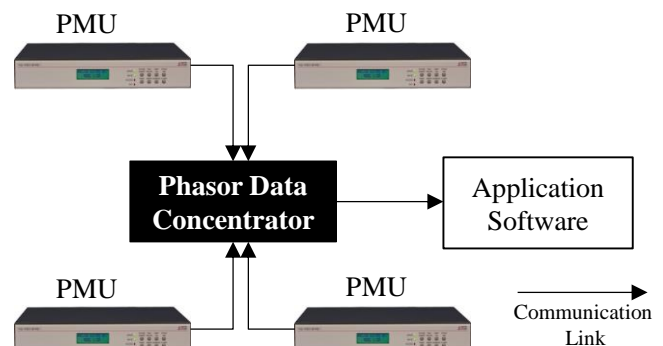 PMU
PMU
Phasor Data
Concentrator
Application
Software
PMU
PMU
Communication
Link